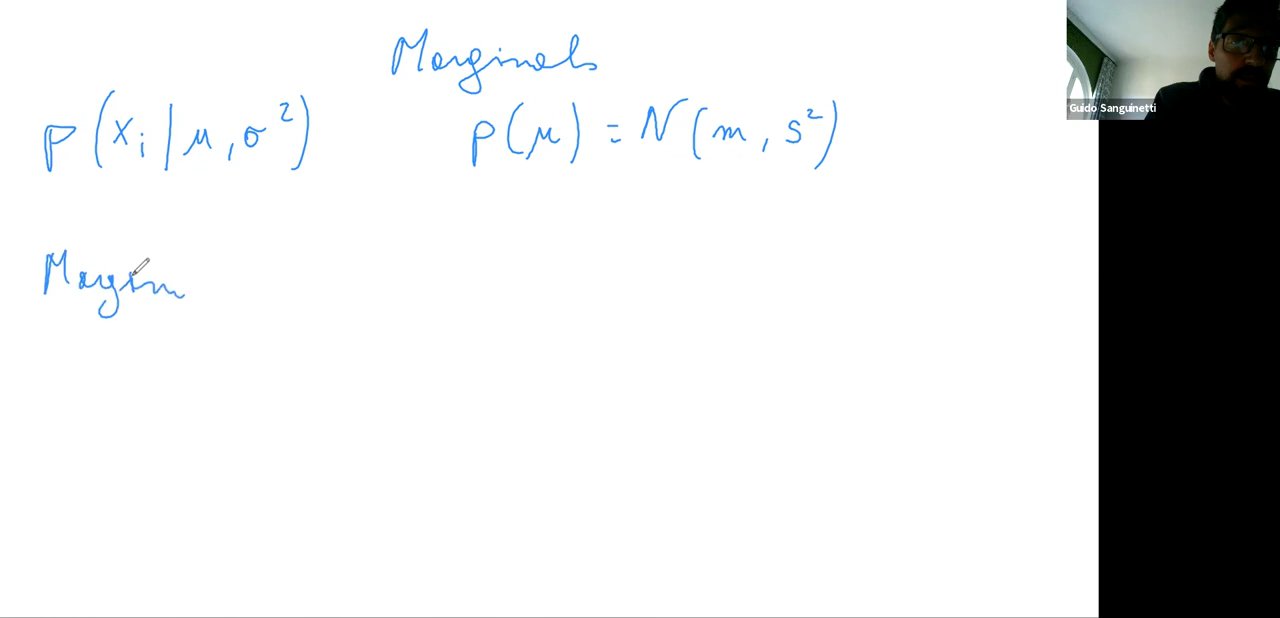 Marginals
p(xᵢ | μ, σ²) p(μ) = N(m, s²)
Margin
Guido Sanguinetti